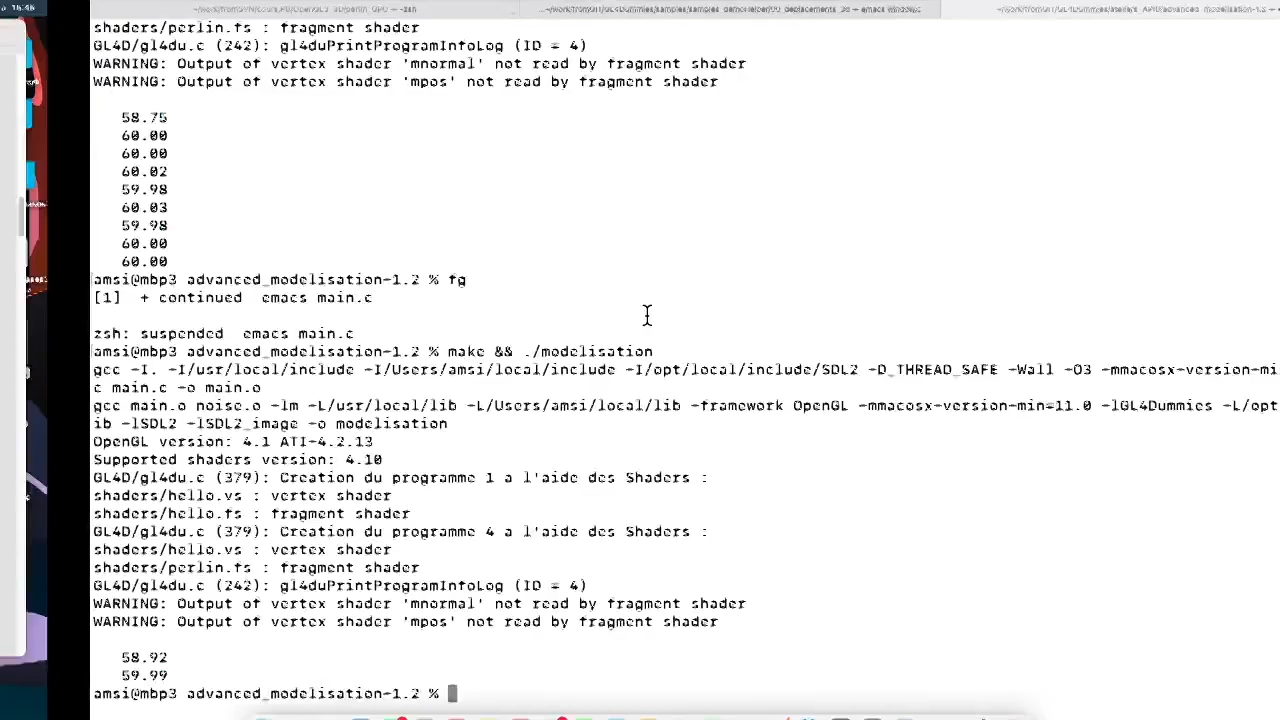 shaders/perlin.fs : fragment shader
GL4D/gl4du.c (242): gl4duPrintProgramInfoLog (ID = 4)
WARNING: Output of vertex shader 'mnormal' not read by fragment shader
WARNING: Output of vertex shader 'mpos' not read by fragment shader
58.75
60.00
60.00
60.02
59.98
60.03
59.98
60.00
60.00
amsi@mbp3 advanced_modelisation-1.2 % fg
[1]  + continued  emacs main.c
zsh: suspended  emacs main.c
amsi@mbp3 advanced_modelisation-1.2 % make && ./modelisation
gcc -I. -I/usr/local/include -I/Users/amsi/local/include -I/opt/local/include/SDL2 -D_THREAD_SAFE -Wall -O3 -mmacosx-version-mi
c main.c -o main.o
gcc main.o noise.o -lm -L/usr/local/lib -L/Users/amsi/local/lib -framework OpenGL -mmacosx-version-min=11.0 -lGL4Dummies -L/opt
ib -lSDL2 -lSDL2_image -o modelisation
OpenGL version: 4.1 ATI-4.2.13
Supported shaders version: 4.10
GL4D/gl4du.c (379): Creation du programme 1 a l'aide des Shaders :
shaders/hello.vs : vertex shader
shaders/hello.fs : fragment shader
GL4D/gl4du.c (379): Creation du programme 4 a l'aide des Shaders :
shaders/hello.vs : vertex shader
shaders/perlin.fs : fragment shader
GL4D/gl4du.c (242): gl4duPrintProgramInfoLog (ID = 4)
WARNING: Output of vertex shader 'mnormal' not read by fragment shader
WARNING: Output of vertex shader 'mpos' not read by fragment shader
58.92
59.99
amsi@mbp3 advanced_modelisation-1.2 %